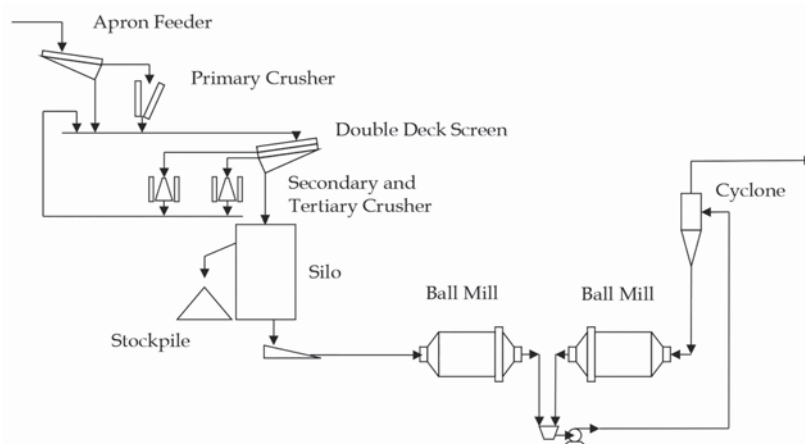 Apron Feeder
Primary Crusher
Double Deck Screen
Secondary and
Tertiary Crusher
Cyclone
Silo
Ball Mill
Ball Mill
Stockpile